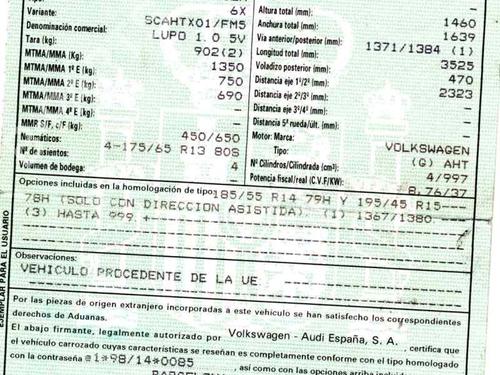 Variante: 6X
Denominación comercial: SCAHTX01/FM5
Tara (kg): LUPO 1.0 5V
MTMA/MMA (Kg): 902(2)
MTMA/MMA 1º E (kg): 1350
MTMA/MMA 2º E (kg): 750
MTMA/MMA 3º E (kg): 690
MTMA/MMA 4º E (kg): —
MMR S/F, c/F (kg): —
Neumáticos: 450/650
Nº de asientos: 4-175/65 R13 80S
Volumen de bodega: 4
Altura total (mm): —
Anchura total (mm): 1460
Vía anterior/posterior (mm): 1639
Longitud total (mm): 1371/1384 (1)
Voladizo posterior (mm): 3525
Distancia eje 1º/2º (mm): 470
Distancia eje 2º/3º (mm): 2323
Distancia eje 3º/4º (mm): —
Distancia 5ª rueda/últ. (mm): —
Motor: Marca: —
Tipo: VOLKSWAGEN
Nº Cilindros/Cilindrada (cm³): (G) AHT
Potencia fiscal/real (C.V.F/KW): 4/997
8,76/37
Opciones incluidas en la homologación de tipo: 185/55 R14 79H Y 195/45 R15---
78H (SOLO CON DIRECCION ASISTIDA). (1) 1367/1380.
(3) HASTA 999.+
Observaciones:
VEHICULO PROCEDENTE DE LA UE
EJEMPLAR PARA EL USUARIO
Por las piezas de origen extranjero incorporadas a este vehículo se han satisfecho los correspondientes
derechos de Aduanas.
El abajo firmante, legalmente autorizado por Volkswagen - Audi España, S. A. , certifica que
el vehículo carrozado cuyas características se reseñan es completamente conforme con el tipo homologado
con la contraseña @1*98/14*0085 , así como con las opciones arriba